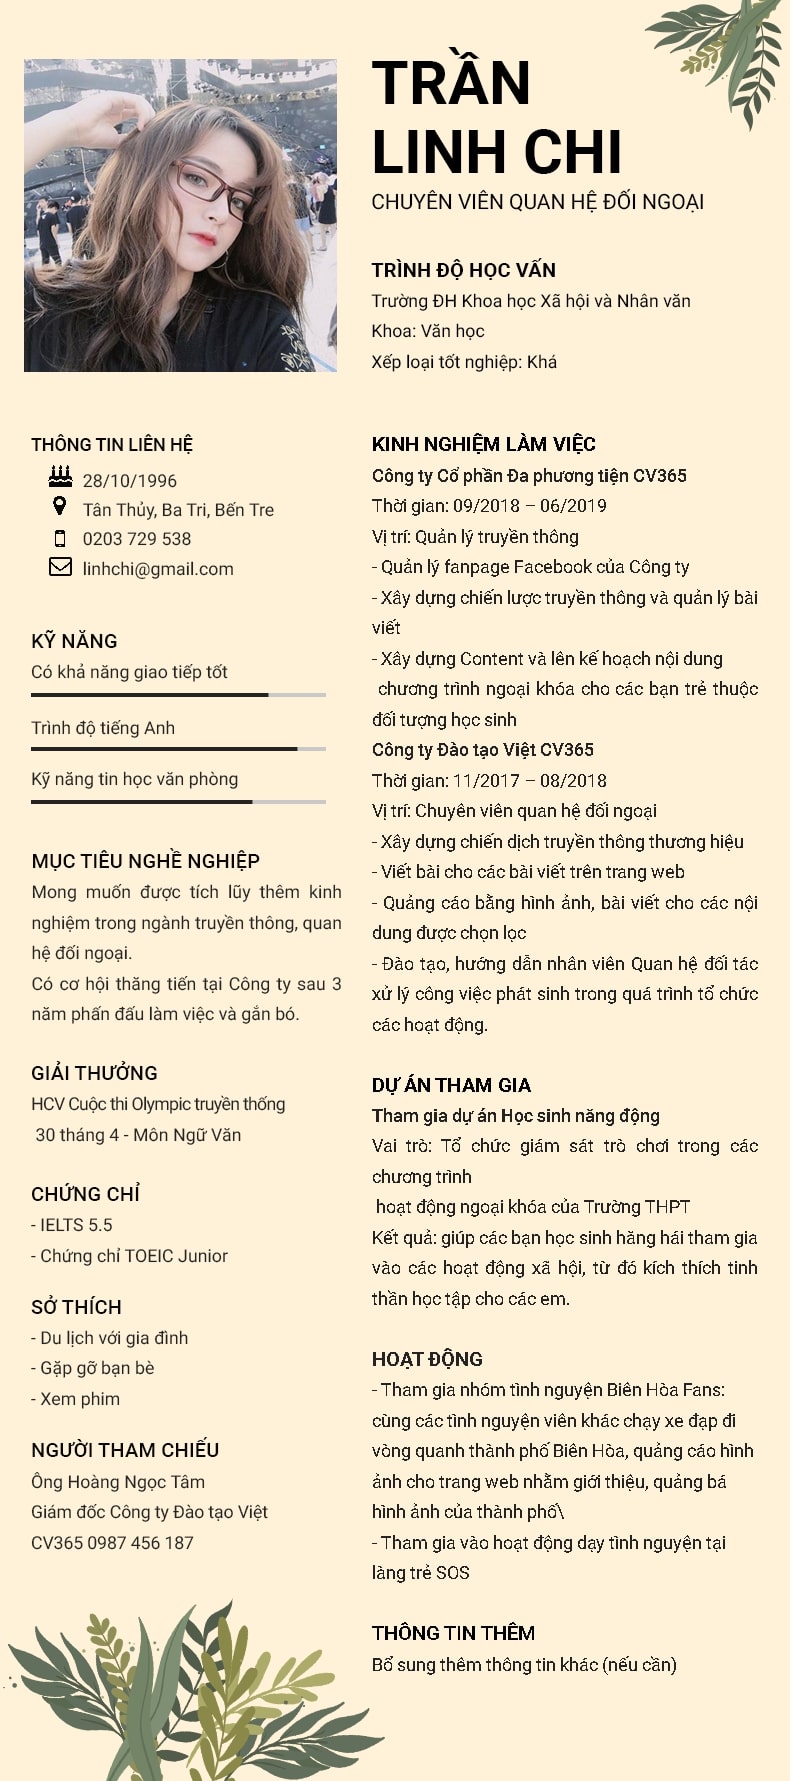 TRẦN
LINH CHI
CHUYÊN VIÊN QUAN HỆ ĐỐI NGOẠI
TRÌNH ĐỘ HỌC VẤN
Trường ĐH Khoa học Xã hội và Nhân văn
Khoa: Văn học
Xếp loại tốt nghiệp: Khá
THÔNG TIN LIÊN HỆ
28/10/1996
Tân Thủy, Ba Tri, Bến Tre
0203 729 538
linhchi@gmail.com
KỸ NĂNG
Có khả năng giao tiếp tốt
Trình độ tiếng Anh
Kỹ năng tin học văn phòng
MỤC TIÊU NGHỀ NGHIỆP
Mong muốn được tích lũy thêm kinh
nghiệm trong ngành truyền thông, quan
hệ đối ngoại.
Có cơ hội thăng tiến tại Công ty sau 3
năm phấn đấu làm việc và gắn bó.
GIẢI THƯỞNG
HCV Cuộc thi Olympic truyền thống
30 tháng 4 - Môn Ngữ Văn
CHỨNG CHỈ
- IELTS 5.5
- Chứng chỉ TOEIC Junior
SỞ THÍCH
- Du lịch với gia đình
- Gặp gỡ bạn bè
- Xem phim
NGƯỜI THAM CHIẾU
Ông Hoàng Ngọc Tâm
Giám đốc Công ty Đào tạo Việt
CV365 0987 456 187
KINH NGHIỆM LÀM VIỆC
Công ty Cổ phần Đa phương tiện CV365
Thời gian: 09/2018 – 06/2019
Vị trí: Quản lý truyền thông
- Quản lý fanpage Facebook của Công ty
- Xây dựng chiến lược truyền thông và quản lý bài
viết
- Xây dựng Content và lên kế hoạch nội dung
chương trình ngoại khóa cho các bạn trẻ thuộc
đối tượng học sinh
Công ty Đào tạo Việt CV365
Thời gian: 11/2017 – 08/2018
Vị trí: Chuyên viên quan hệ đối ngoại
- Xây dựng chiến dịch truyền thông thương hiệu
- Viết bài cho các bài viết trên trang web
- Quảng cáo bằng hình ảnh, bài viết cho các nội
dung được chọn lọc
- Đào tạo, hướng dẫn nhân viên Quan hệ đối tác
xử lý công việc phát sinh trong quá trình tổ chức
các hoạt động.
DỰ ÁN THAM GIA
Tham gia dự án Học sinh năng động
Vai trò: Tổ chức giám sát trò chơi trong các
chương trình
hoạt động ngoại khóa của Trường THPT
Kết quả: giúp các bạn học sinh hăng hái tham gia
vào các hoạt động xã hội, từ đó kích thích tinh
thần học tập cho các em.
HOẠT ĐỘNG
- Tham gia nhóm tình nguyện Biên Hòa Fans:
cùng các tình nguyện viên khác chạy xe đạp đi
vòng quanh thành phố Biên Hòa, quảng cáo hình
ảnh cho trang web nhằm giới thiệu, quảng bá
hình ảnh của thành phố\
- Tham gia vào hoạt động dạy tình nguyện tại
làng trẻ SOS
THÔNG TIN THÊM
Bổ sung thêm thông tin khác (nếu cần)